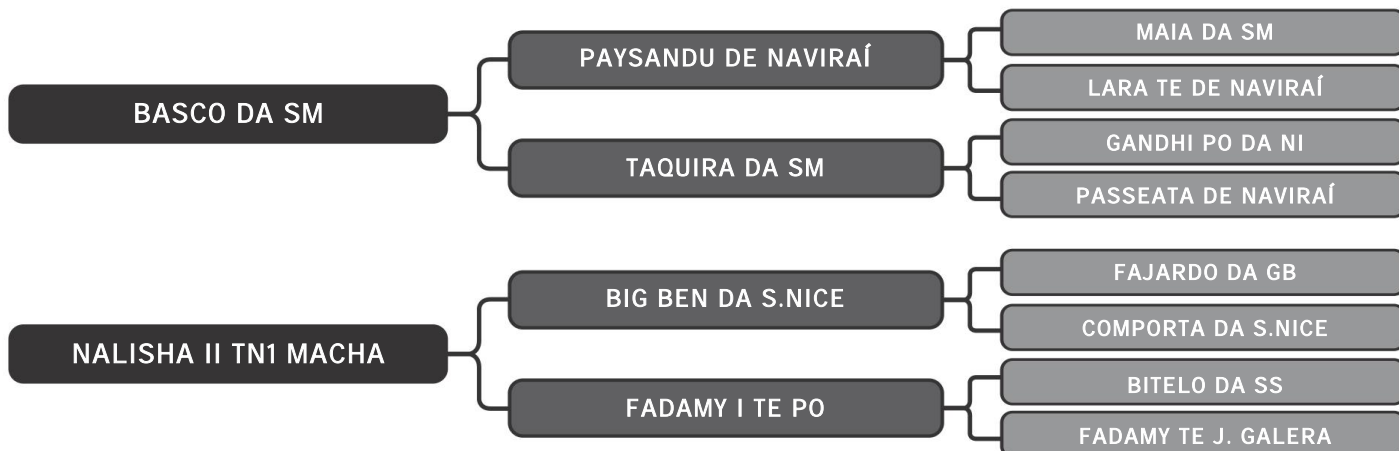 BASCO DA SM
PAYSANDU DE NAVIRAÍ
MAIA DA SM
LARA TE DE NAVIRAÍ
TAQUIRA DA SM
GANDHI PO DA NI
PASSEATA DE NAVIRAÍ
NALISHA II TN1 MACHA
BIG BEN DA S.NICE
FAJARDO DA GB
COMPORTA DA S.NICE
FADAMY I TE PO
BITELO DA SS
FADAMY TE J. GALERA